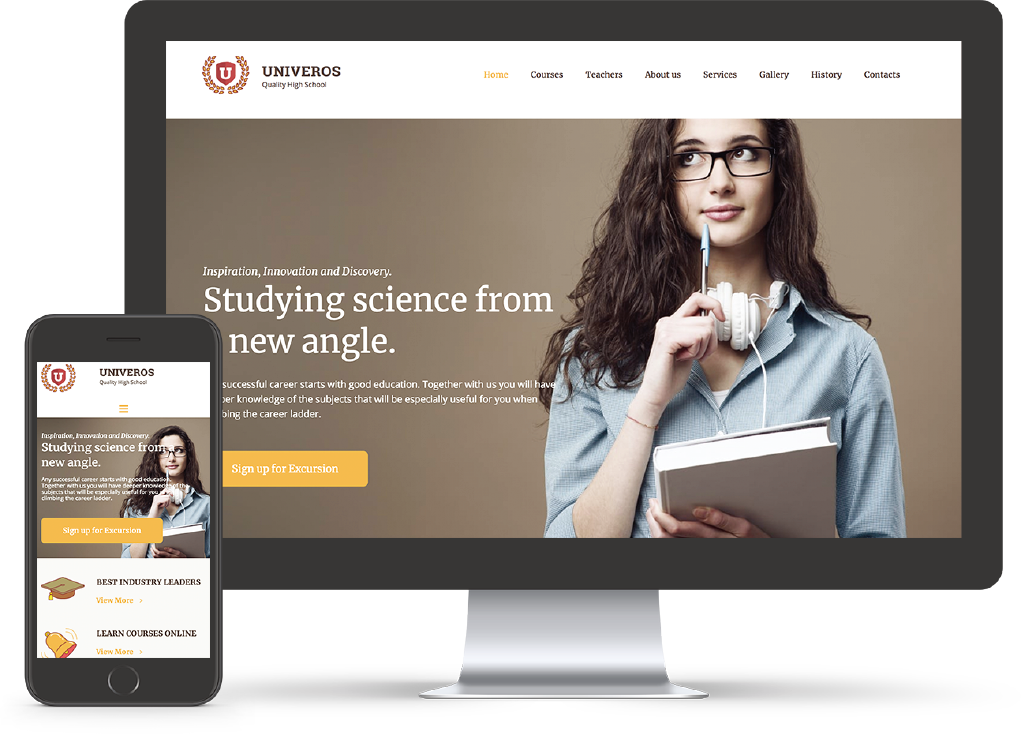 U
UNIVEROS
Quality High School
Home Courses Teachers About us Services Gallery History Contacts
Inspiration, Innovation and Discovery.
Studying science from
new angle.
successful career starts with good education. Together with us you will have
per knowledge of the subjects that will be especially useful for you when
bing the career ladder.
Sign up for Excursion
U
UNIVEROS
Quality High School
Inspiration, Innovation and Discovery.
Studying science from
new angle.
Any successful career starts with good education.
Together with us you will have deeper knowledge of the
subjects that will be especially useful for you
climbing the career ladder.
Sign up for Excursion
BEST INDUSTRY LEADERS
View More >
LEARN COURSES ONLINE
View More >